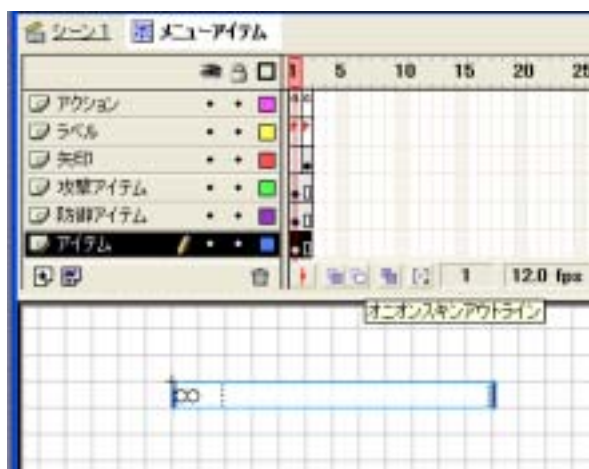 シーン1 メニューアイテム
1 5 10 15 20 25
アクション
ラベル
矢印
攻撃アイテム
防御アイテム
アイテム
1 12.0 fps
オニオンスキンアウトライン